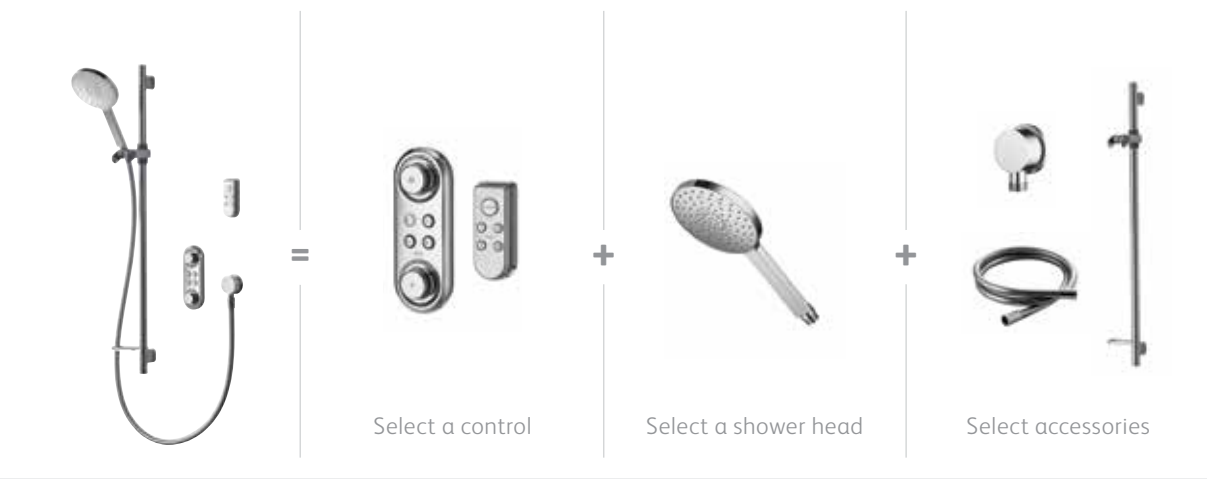 =
+
+
Select a control
Select a shower head
Select accessories